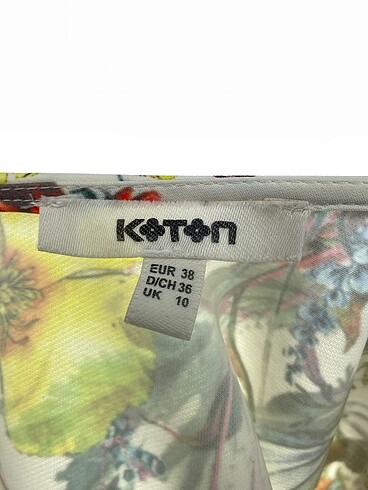 KOTON
EUR 38
D/CH 36
UK 10